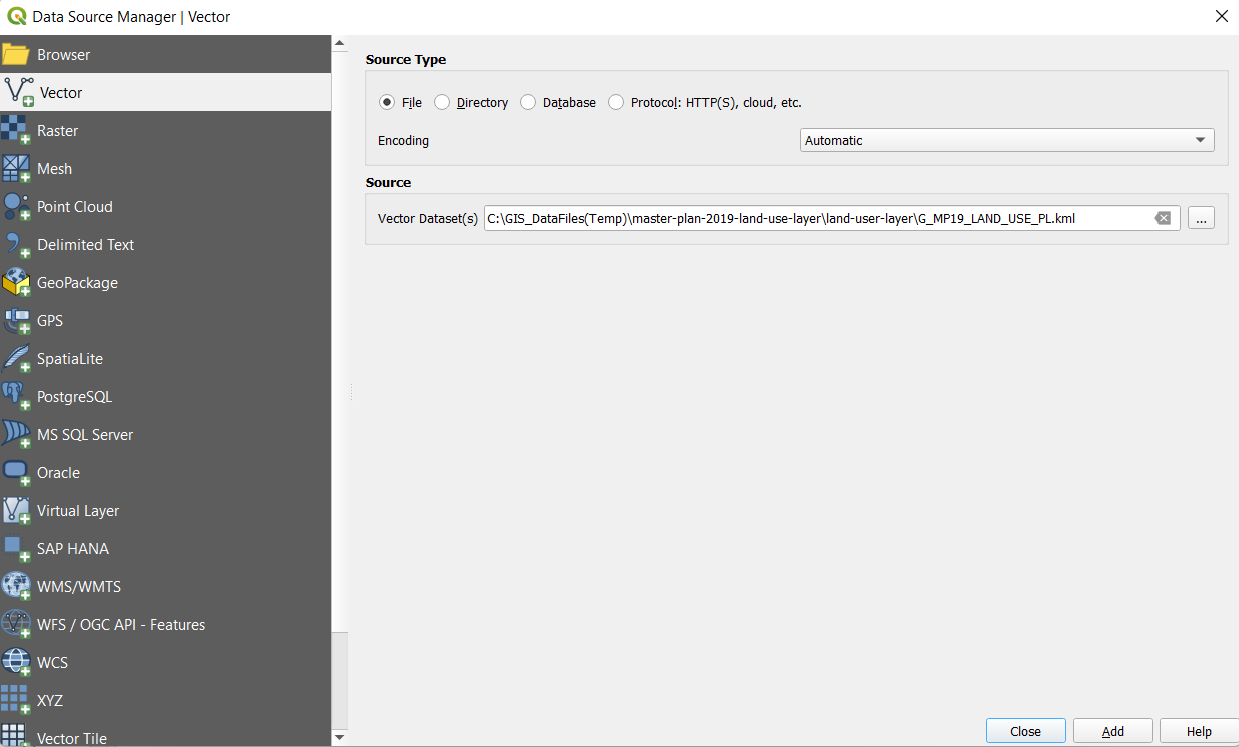 Data Source Manager | Vector
Browser
Vector
Raster
Mesh
Point Cloud
Delimited Text
GeoPackage
GPS
SpatiaLite
PostgreSQL
MS SQL Server
Oracle
Virtual Layer
SAP HANA
WMS/WMTS
WFS / OGC API - Features
WCS
XYZ
Vector Tile
Source Type
File Directory Database Protocol: HTTP(S), cloud, etc.
Encoding Automatic
Source
Vector Dataset(s) C:\GIS_DataFiles(Temp)\master-plan-2019-land-use-layer\land-user-layer\G_MP19_LAND_USE_PL.kml ...
Close Add Help